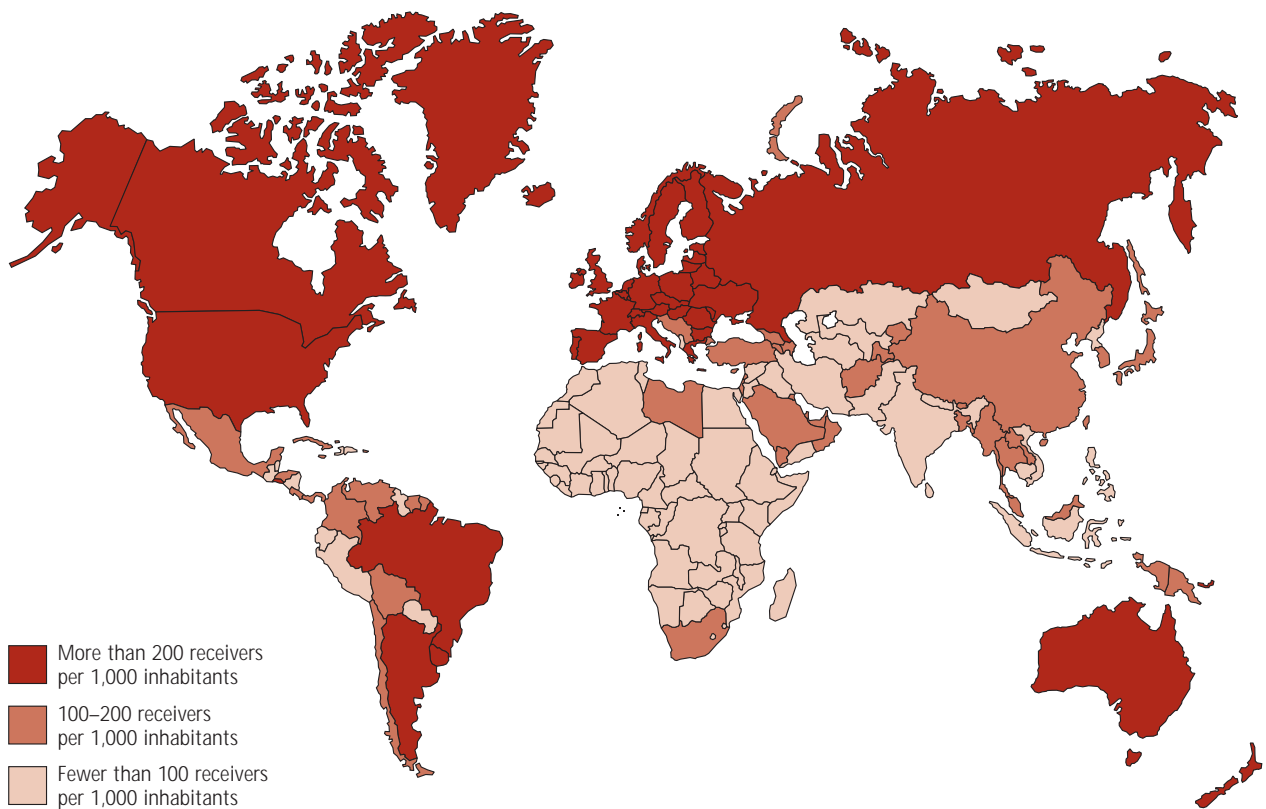 More than 200 receivers
per 1,000 inhabitants
100–200 receivers
per 1,000 inhabitants
Fewer than 100 receivers
per 1,000 inhabitants